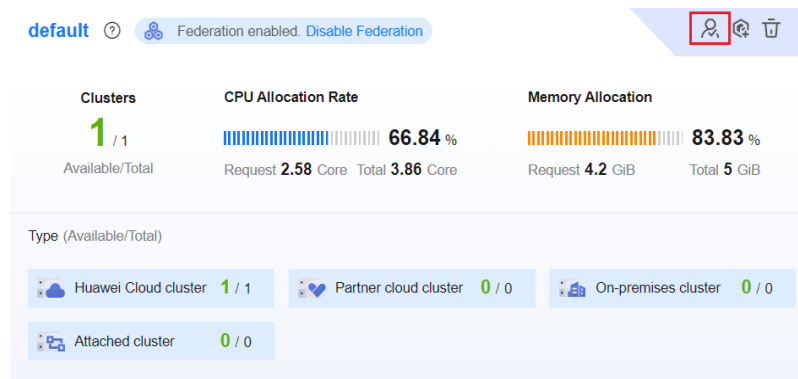 default ? Federation enabled. Disable Federation
Clusters CPU Allocation Rate Memory Allocation
1 / 1 66.84 % 83.83 %
Available/Total Request 2.58 Core Total 3.86 Core Request 4.2 GiB Total 5 GiB
Type (Available/Total)
Huawei Cloud cluster 1 / 1 Partner cloud cluster 0 / 0 On-premises cluster 0 / 0
Attached cluster 0 / 0